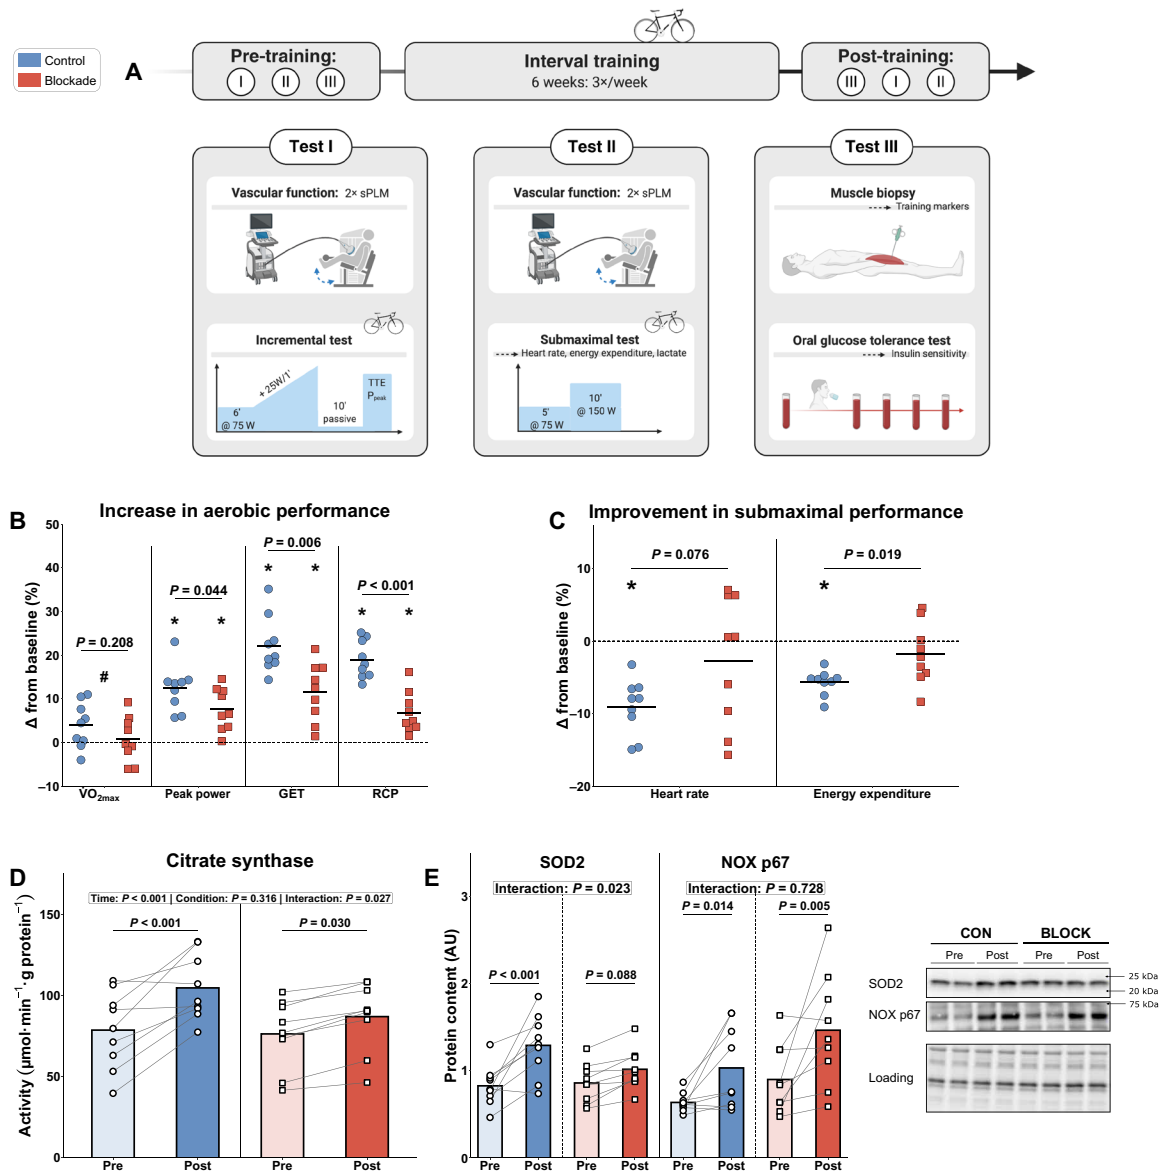 Control
Blockade
A
Pre-training:
I II III
Interval training
6 weeks: 3×/week
Post-training:
III I II
Test I
Vascular function: 2× sPLM
Incremental test
+ 25W/1'
6'
@ 75 W
10'
passive
TTE
Ppeak
Test II
Vascular function: 2× sPLM
Submaximal test
Heart rate, energy expenditure, lactate
5'
@ 75 W
10'
@ 150 W
Test III
Muscle biopsy
Training markers
Oral glucose tolerance test
Insulin sensitivity
B
Increase in aerobic performance
Δ from baseline (%)
50
40
30
20
10
0
−10
P = 0.208
#
P = 0.044
* *
P = 0.006
* *
P < 0.001
* *
V̇O2max
Peak power
GET
RCP
C
Improvement in submaximal performance
Δ from baseline (%)
10
0
−10
−20
P = 0.076
*
P = 0.019
*
Heart rate
Energy expenditure
D
Citrate synthase
Activity (µmol·min−1·g protein−1)
150
100
50
0
Time: P < 0.001 | Condition: P = 0.316 | Interaction: P = 0.027
P < 0.001
P = 0.030
Pre Post Pre Post
E
SOD2
NOX p67
Protein content (AU)
3
2
1
0
Interaction: P = 0.023
Interaction: P = 0.728
P < 0.001
P = 0.088
P = 0.014
P = 0.005
Pre Post Pre Post Pre Post Pre Post
CON BLOCK
Pre Post Pre Post
SOD2
25 kDa
20 kDa
NOX p67
75 kDa
Loading